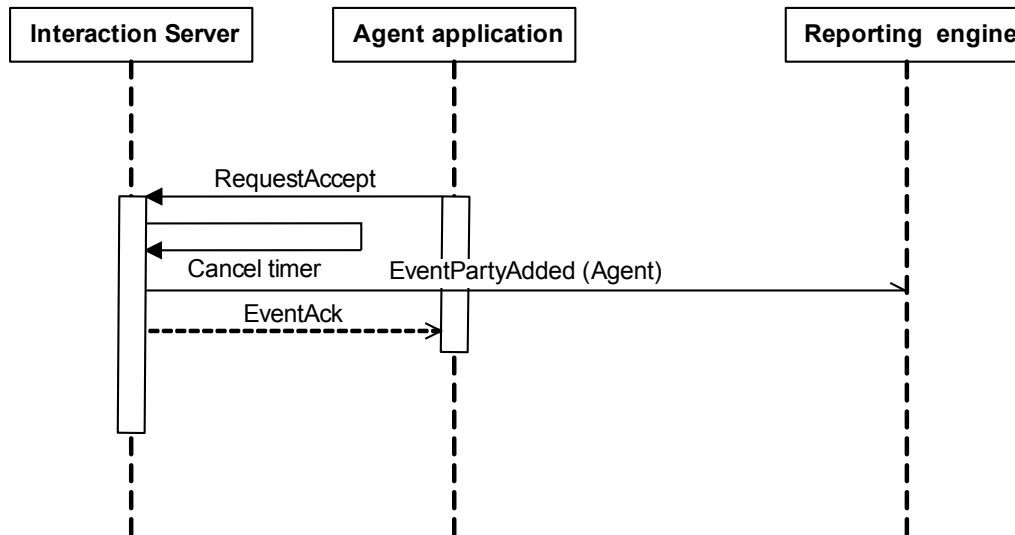 Interaction Server
Agent application
Reporting engine
RequestAccept
Cancel timer
EventPartyAdded (Agent)
EventAck